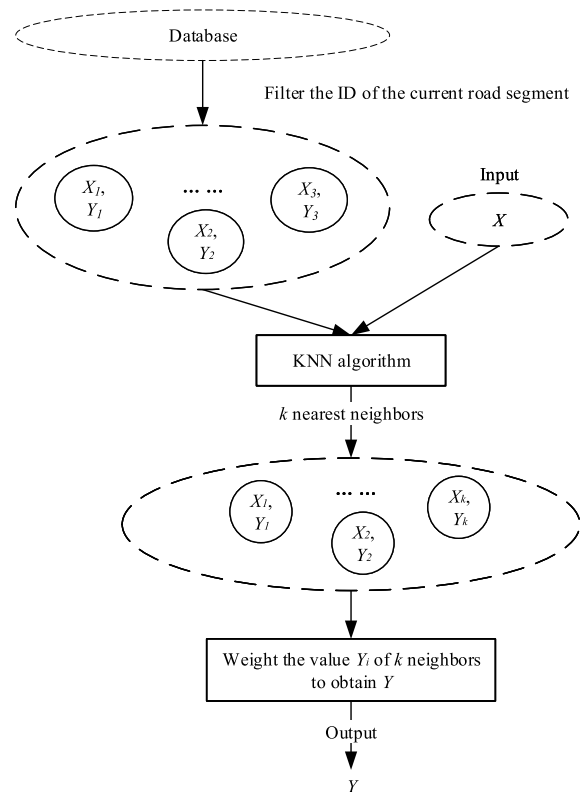 Database
Filter the ID of the current road segment
X1,
Y1
... ...
X3,
Y3
X2,
Y2
Input
X
KNN algorithm
k nearest neighbors
X1,
Y1
... ...
Xk,
Yk
X2,
Y2
Weight the value Yi of k neighbors
to obtain Y
Output
Y